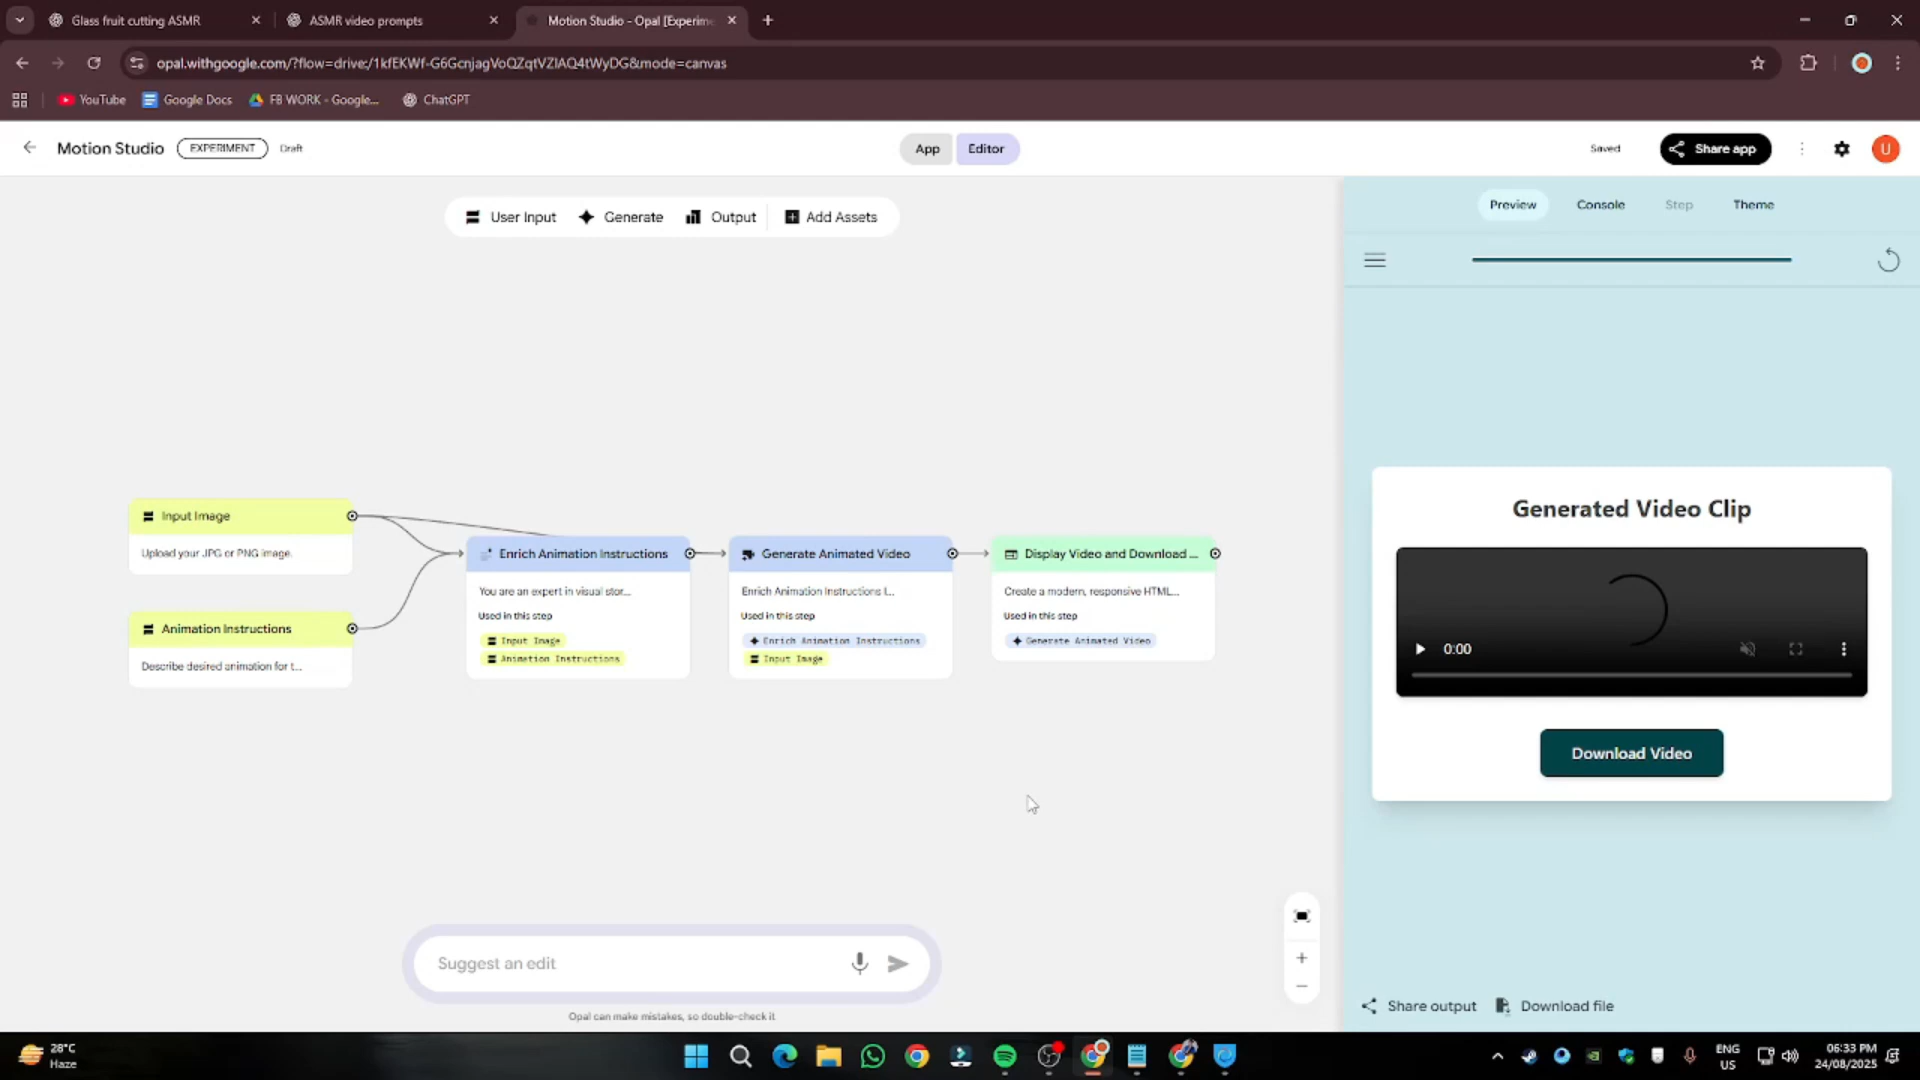 Glass fruit cutting ASMR
ASMR video prompts
Motion Studio - Opal [Experim
opal.withgoogle.com/?flow=drive:/1kfEKWf-G6GcnjagVoQZqtVZlAQ4tWyDG&mode=canvas
YouTube
Google Docs
FB WORK - Google...
ChatGPT
Motion Studio
EXPERIMENT
Draft
App
Editor
Saved
Share app
U
User Input
Generate
Output
Add Assets
Preview
Console
Step
Theme
Input Image
Upload your JPG or PNG image.
Animation Instructions
Describe desired animation for t...
Enrich Animation Instructions
You are an expert in visual stor...
Used in this step
Input Image
Animation Instructions
Generate Animated Video
Enrich Animation Instructions I...
Used in this step
Enrich Animation Instructions
Input Image
Display Video and Download ...
Create a modern, responsive HTML...
Used in this step
Generate Animated Video
Generated Video Clip
0:00
Download Video
Suggest an edit
Opal can make mistakes, so double-check it
Share output
Download file
28°C
Haze
ENG
US
06:33 PM
24/08/2025